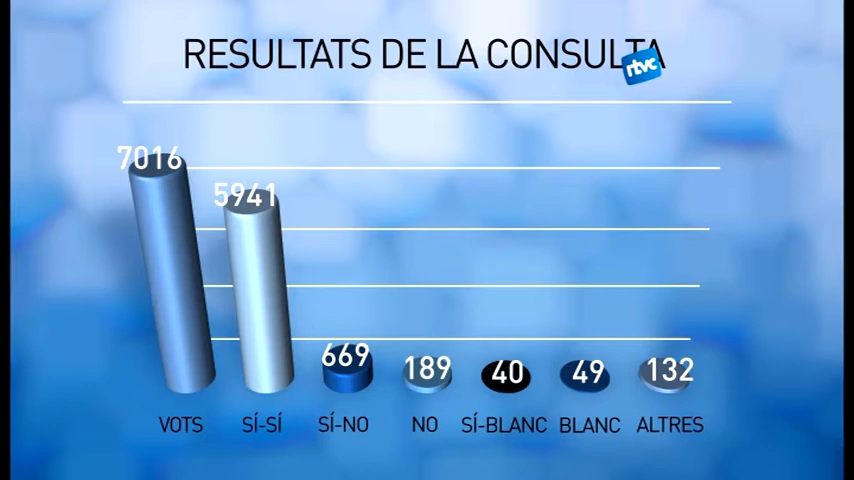 RESULTATS DE LA CONSULTA
rtvc
7016
5941
669
189
40
49
132
VOTS
SÍ-SÍ
SÍ-NO
NO
SÍ-BLANC
BLANC
ALTRES